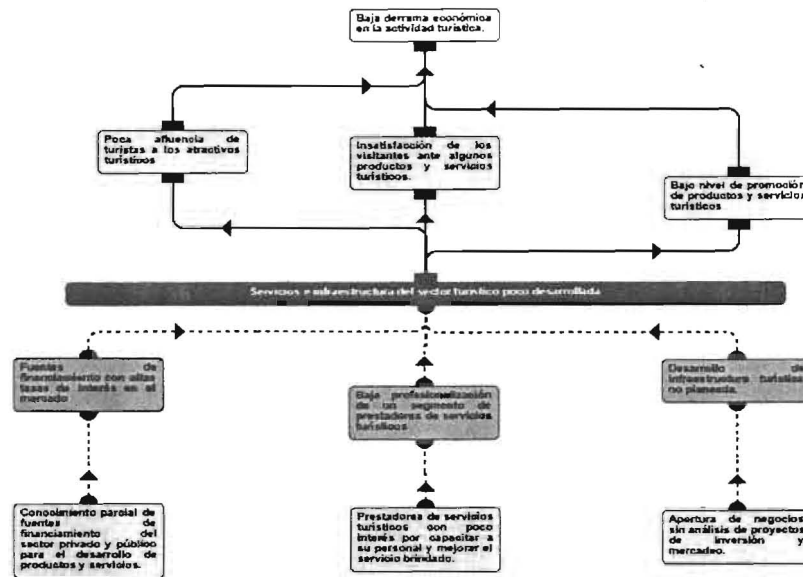 Baja derrama económica
en la actividad turística.
Poca afluencia de
turistas a los atractivos
turísticos
Insatisfacción de los
visitantes ante algunos
productos y servicios
turísticos.
Bajo nivel de promoción
de productos y servicios
turísticos
Servicios e infraestructura del sector turístico poco desarrollada
Fuentes de
financiamiento con altas
tasas de interés en el
mercado
Baja profesionalización
de un segmento de
prestadores de servicios
turísticos
Desarrollo de
infraestructura turística
no planeada.
Conocimiento parcial de
fuentes de
financiamiento del
sector privado y público
para el desarrollo de
productos y servicios.
Prestadores de servicios
turísticos con poco
interés por capacitar a
su personal y mejorar el
servicio brindado.
Apertura de negocios
sin análisis de proyectos
de inversión y
mercadeo.